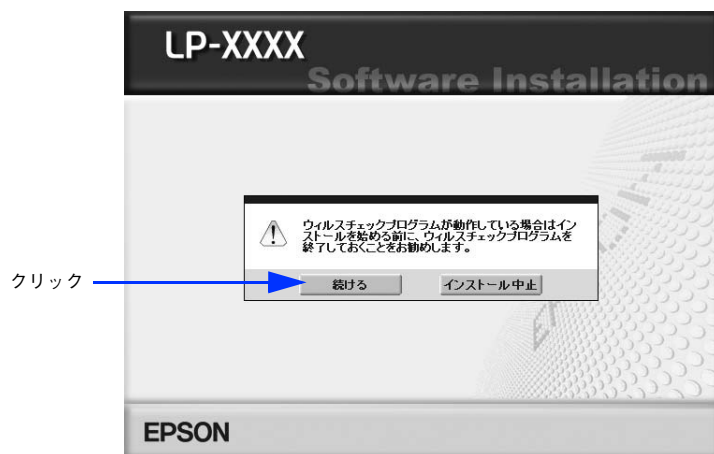 LP-XXXX
Software Installation
ウィルスチェックプログラムが動作している場合はイン
ストールを始める前に、ウィルスチェックプログラムを
終了しておくことをお勧めします。
クリック
続ける
インストール中止
EPSON